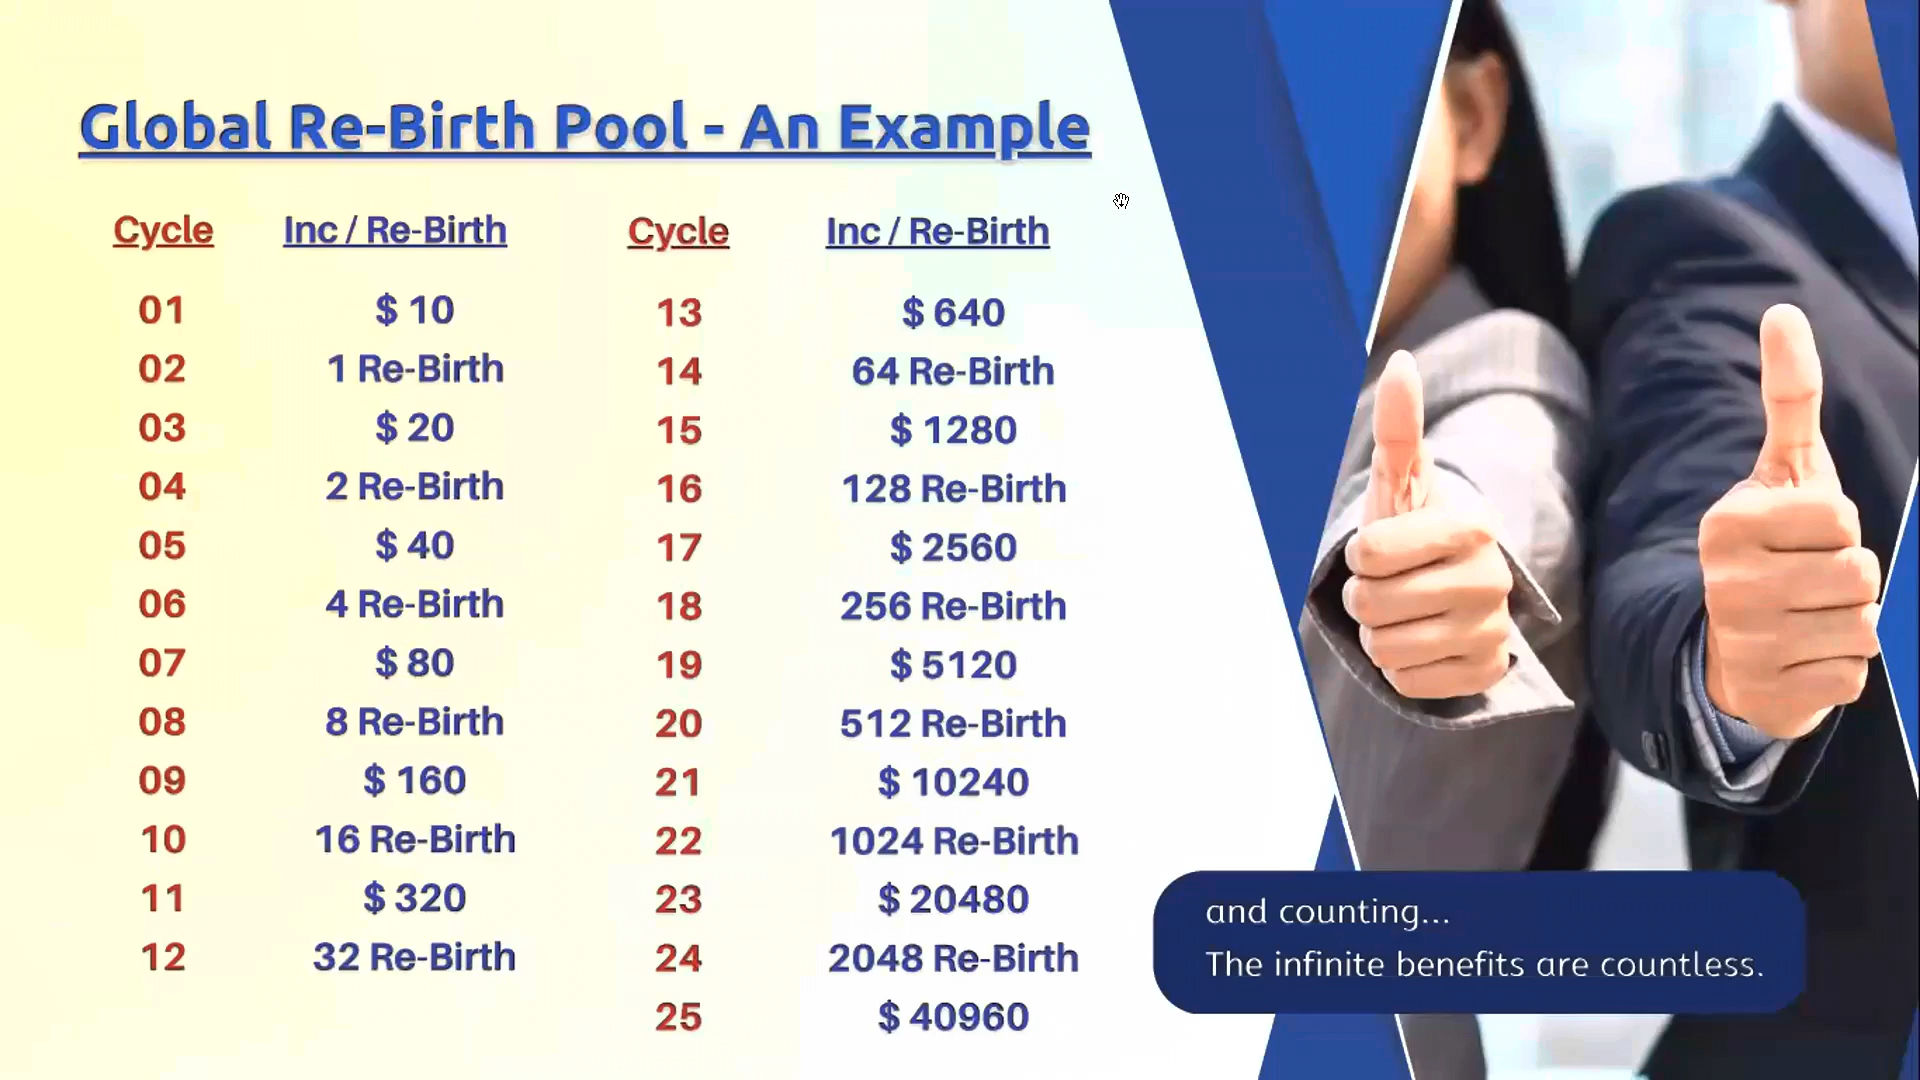 Global Re-Birth Pool - An Example
Cycle Inc / Re-Birth Cycle Inc / Re-Birth
01 $ 10 13 $ 640
02 1 Re-Birth 14 64 Re-Birth
03 $ 20 15 $ 1280
04 2 Re-Birth 16 128 Re-Birth
05 $ 40 17 $ 2560
06 4 Re-Birth 18 256 Re-Birth
07 $ 80 19 $ 5120
08 8 Re-Birth 20 512 Re-Birth
09 $ 160 21 $ 10240
10 16 Re-Birth 22 1024 Re-Birth
11 $ 320 23 $ 20480
12 32 Re-Birth 24 2048 Re-Birth
25 $ 40960
and counting...
The infinite benefits are countless.